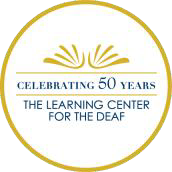 CELEBRATING 50 YEARS
THE LEARNING CENTER
FOR THE DEAF